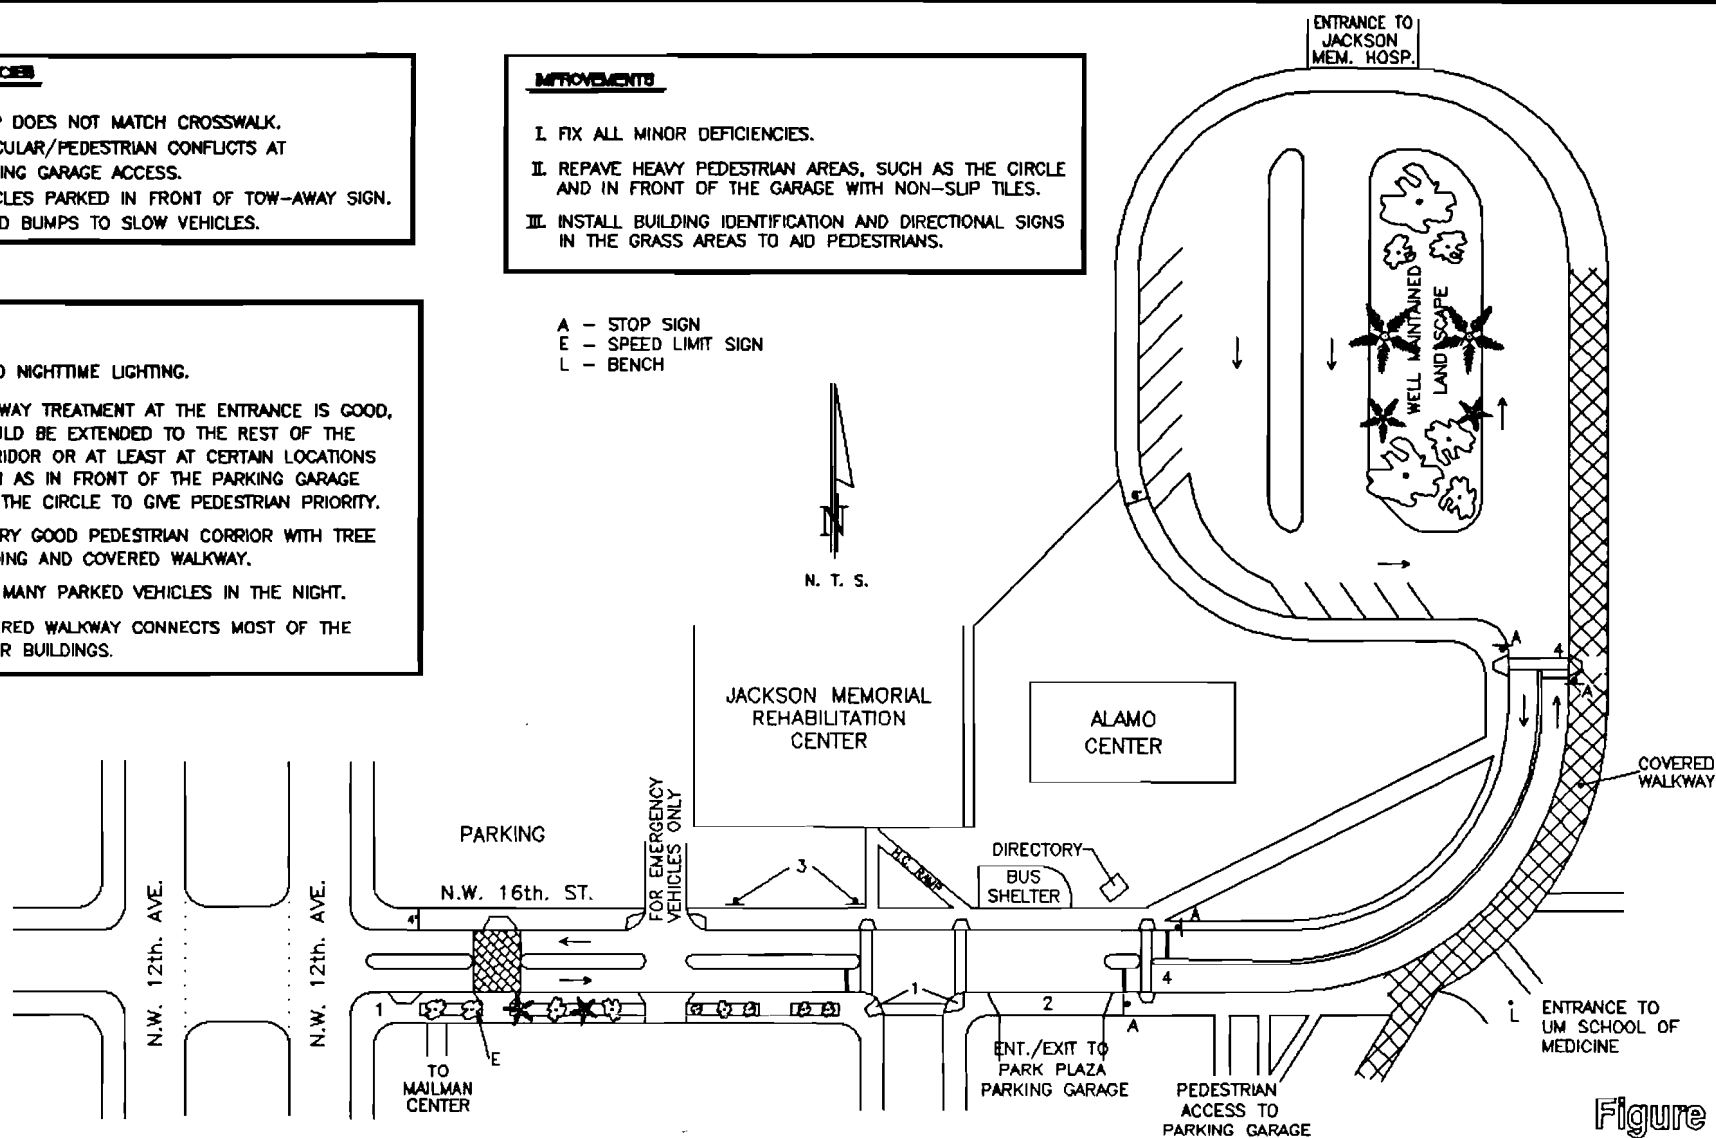 ENTRANCE TO
JACKSON
MEM. HOSP.
DOES NOT MATCH CROSSWALK.
CULAR/PEDESTRIAN CONFLICTS AT
ING GARAGE ACCESS.
CLES PARKED IN FRONT OF TOW-AWAY SIGN.
D BUMPS TO SLOW VEHICLES.
IMPROVEMENTS
I. FIX ALL MINOR DEFICIENCIES.
II. REPAVE HEAVY PEDESTRIAN AREAS, SUCH AS THE CIRCLE
AND IN FRONT OF THE GARAGE WITH NON-SLIP TILES.
III. INSTALL BUILDING IDENTIFICATION AND DIRECTIONAL SIGNS
IN THE GRASS AREAS TO AID PEDESTRIANS.
A - STOP SIGN
E - SPEED LIMIT SIGN
L - BENCH
NIGHTTIME LIGHTING.
WAY TREATMENT AT THE ENTRANCE IS GOOD,
ULD BE EXTENDED TO THE REST OF THE
RIDOR OR AT LEAST AT CERTAIN LOCATIONS
AS IN FRONT OF THE PARKING GARAGE
THE CIRCLE TO GIVE PEDESTRIAN PRIORITY.
RY GOOD PEDESTRIAN CORRIOR WITH TREE
ING AND COVERED WALKWAY.
MANY PARKED VEHICLES IN THE NIGHT.
RED WALKWAY CONNECTS MOST OF THE
R BUILDINGS.
WELL MAINTAINED
LANDSCAPE
N
N. T. S.
A
4
A
JACKSON MEMORIAL
REHABILITATION
CENTER
ALAMO
CENTER
COVERED
WALKWAY
PARKING
FOR EMERGENCY
VEHICLES ONLY
3
H.C. RAMP
DIRECTORY
BUS
SHELTER
N.W. 16th. ST.
4'
N.W. 12th. AVE.
N.W. 12th. AVE.
A
4
1
1
2
A
E
L
ENTRANCE TO
UM SCHOOL OF
MEDICINE
TO
MAILMAN
CENTER
ENT./EXIT TO
PARK PLAZA
PARKING GARAGE
PEDESTRIAN
ACCESS TO
PARKING GARAGE
Figure